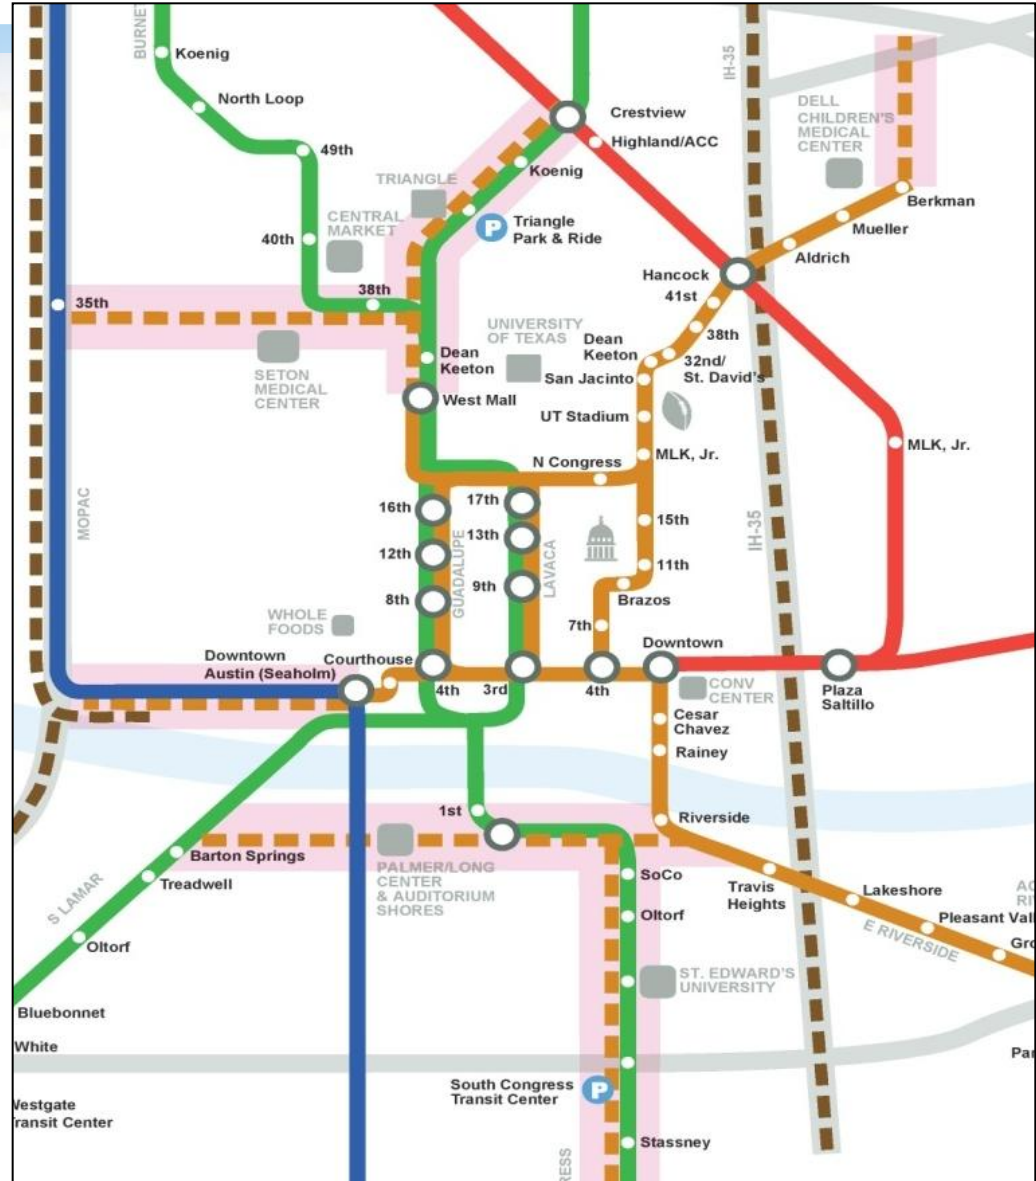 BURNET
Koenig
North Loop
49th
40th
38th
35th
CENTRAL
MARKET
TRIANGLE
SETON
MEDICAL
CENTER
Crestview
Highland/ACC
Koenig
P
Triangle
Park & Ride
IH-35
DELL
CHILDREN'S
MEDICAL
CENTER
Berkman
Mueller
Aldrich
Hancock
41st
38th
32nd/
St. David's
Dean
Keeton
San Jacinto
UT Stadium
MLK, Jr.
UNIVERSITY
OF TEXAS
Dean
Keeton
West Mall
N Congress
MLK, Jr.
MOPAC
16th
17th
12th
13th
8th
9th
GUADALUPE
LAVACA
15th
11th
Brazos
7th
IH-35
WHOLE
FOODS
Downtown
Austin (Seaholm)
Courthouse
4th
3rd
4th
Downtown
CONV
CENTER
Plaza
Saltillo
Cesar
Chavez
Rainey
Riverside
1st
Barton Springs
Treadwell
S LAMAR
Oltorf
Bluebonnet
White
Westgate
Transit Center
PALMER/LONG
CENTER
& AUDITORIUM
SHORES
SoCo
Oltorf
ST. EDWARD'S
UNIVERSITY
Travis
Heights
Lakeshore
Pleasant Vall
Gro
E RIVERSIDE
AC
RIV
Par
South Congress
Transit Center
P
Stassney
RESS